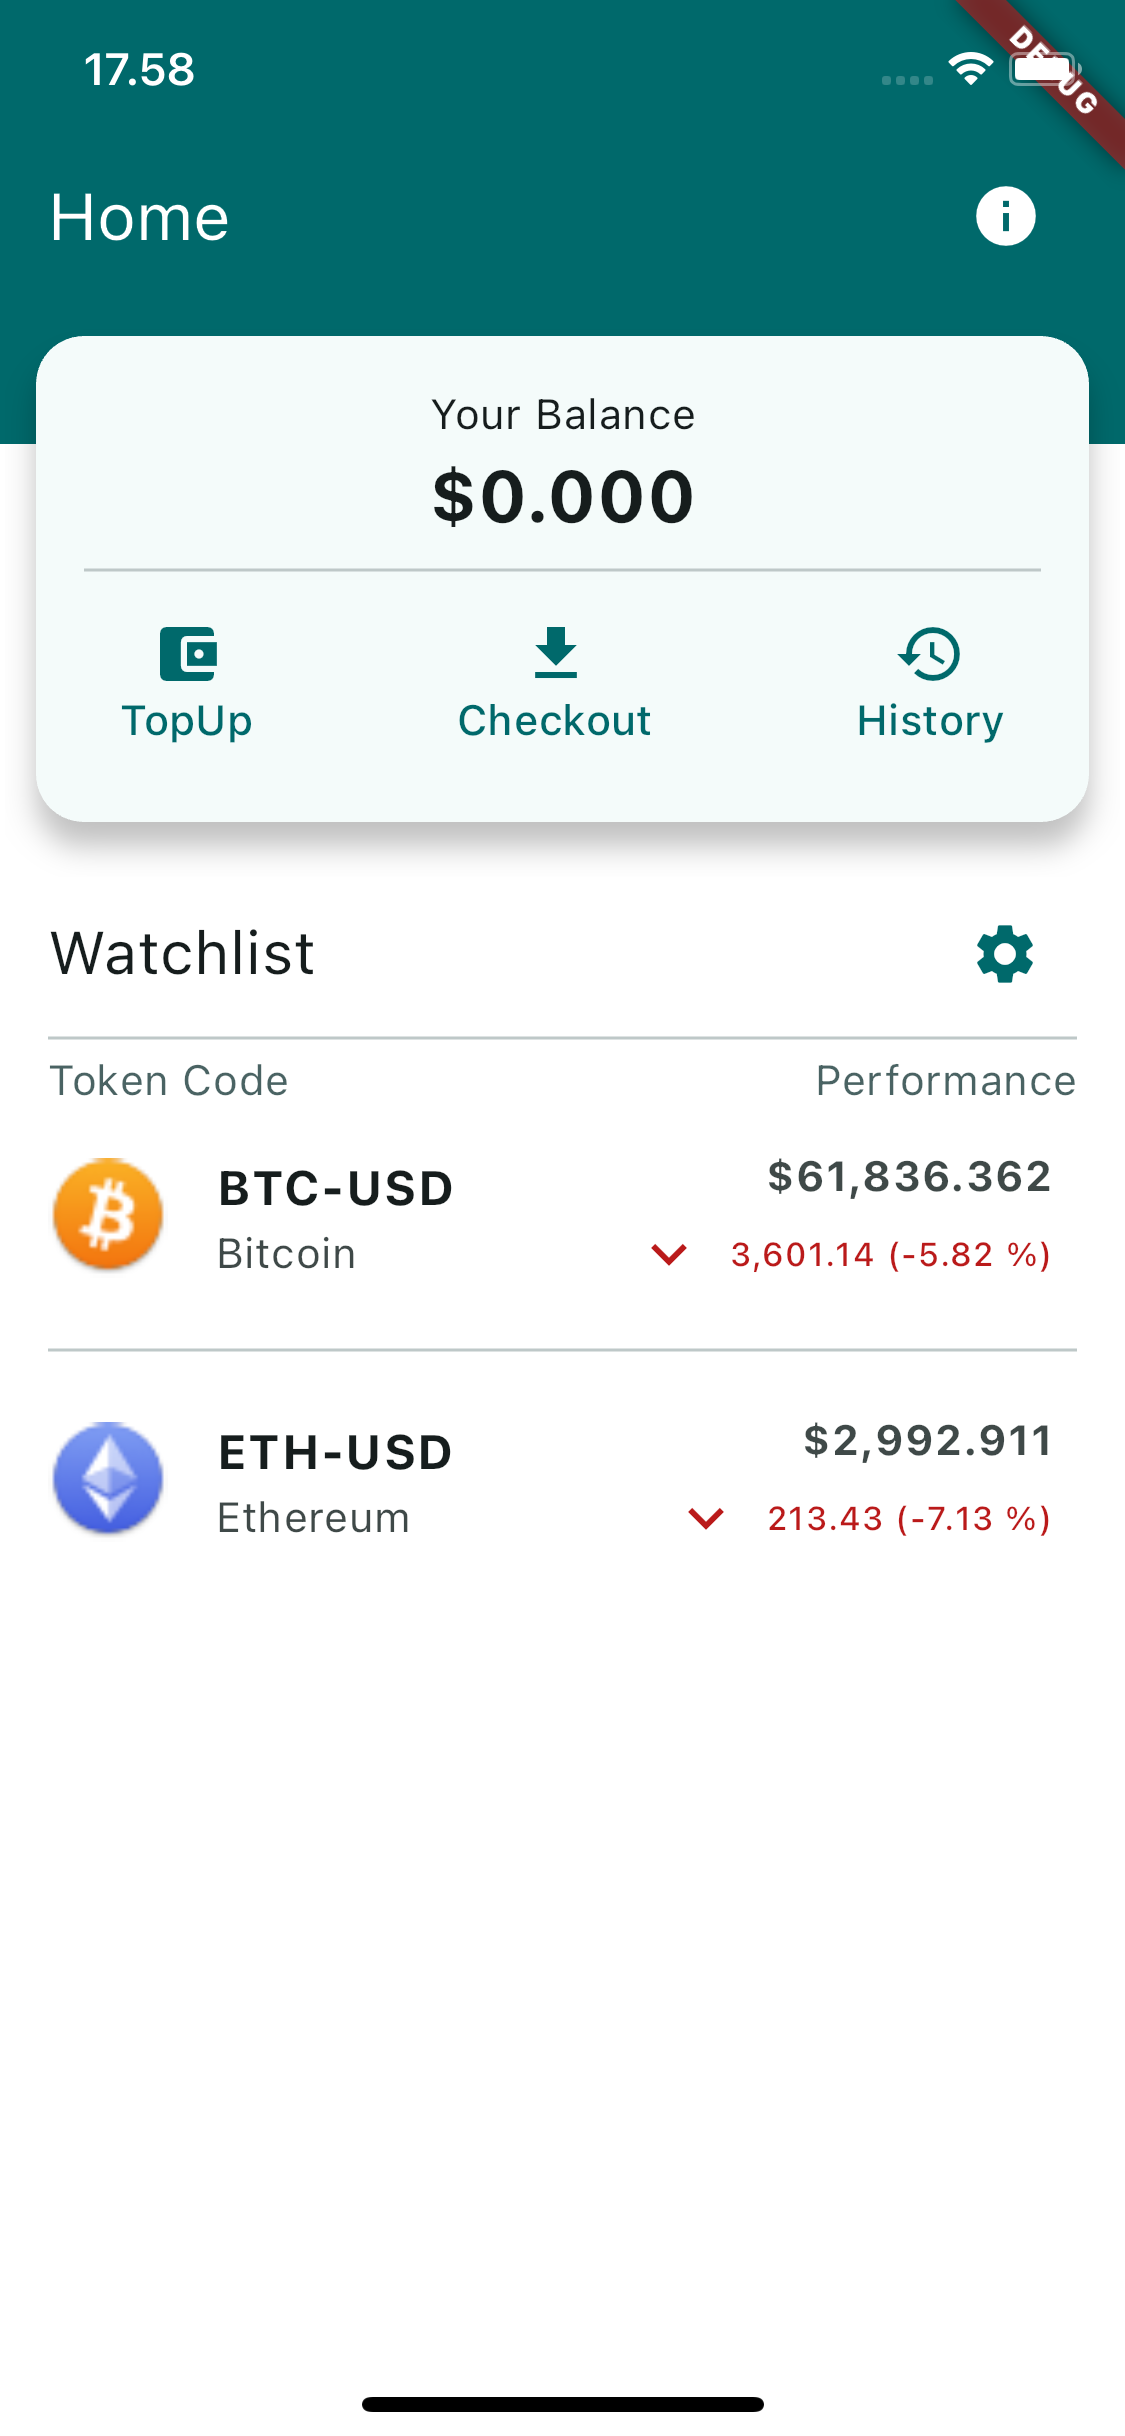 17.58
Home
Your Balance
$0.000
TopUp Checkout History
Watchlist
Token Code Performance
BTC-USD $61,836.362
Bitcoin 3,601.14 (-5.82 %)
ETH-USD $2,992.911
Ethereum 213.43 (-7.13 %)